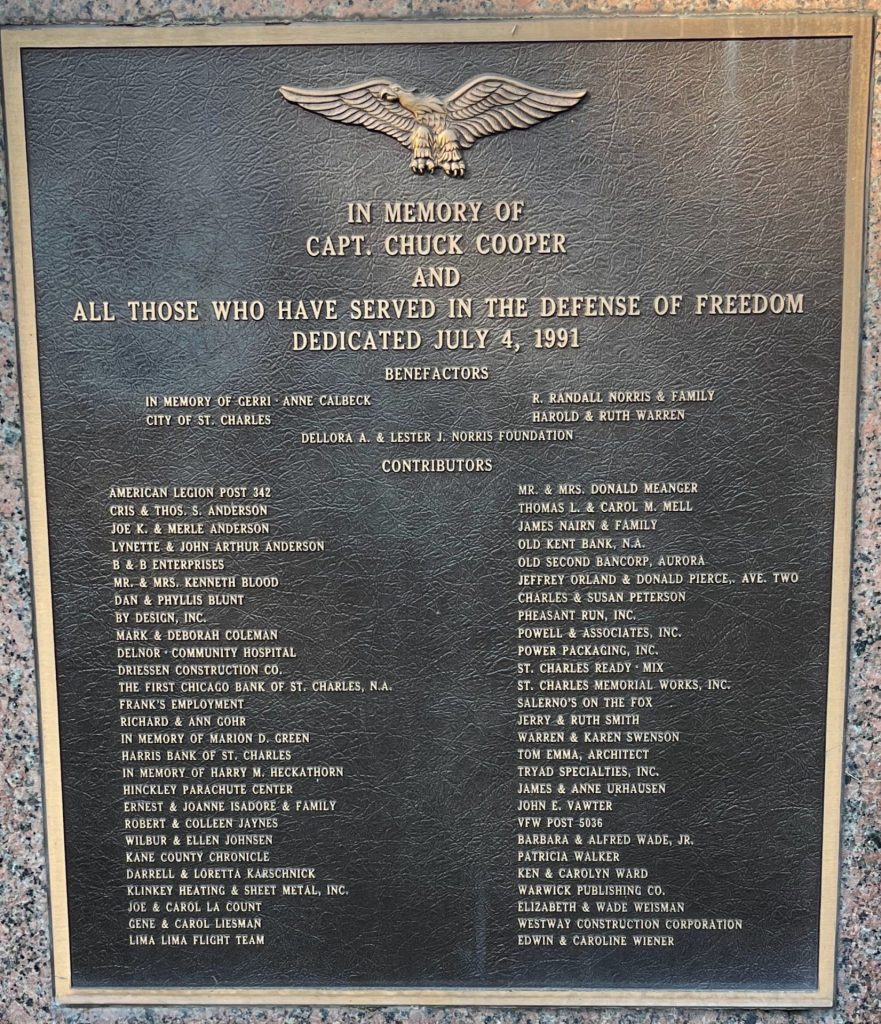 IN MEMORY OF
CAPT. CHUCK COOPER
AND
ALL THOSE WHO HAVE SERVED IN THE DEFENSE OF FREEDOM
DEDICATED JULY 4, 1991
BENEFACTORS
IN MEMORY OF GERRI-ANNE CALBECK
CITY OF ST. CHARLES
R. RANDALL NORRIS & FAMILY
HAROLD & RUTH WARREN
DELLORA A. & LESTER J. NORRIS FOUNDATION
CONTRIBUTORS
AMERICAN LEGION POST 342
CRIS & THOS. S. ANDERSON
JOE K. & MERLE ANDERSON
LYNETTE & JOHN ARTHUR ANDERSON
B & B ENTERPRISES
MR. & MRS. KENNETH BLOOD
DAN & PHYLLIS BLUNT
BY DESIGN, INC.
MARK & DEBORAH COLEMAN
DELNOR-COMMUNITY HOSPITAL
DRIESSEN CONSTRUCTION CO.
THE FIRST CHICAGO BANK OF ST. CHARLES, N.A.
FRANK'S EMPLOYMENT
RICHARD & ANN GOHR
IN MEMORY OF MARION D. GREEN
HARRIS BANK OF ST. CHARLES
IN MEMORY OF HARRY M. HECKATHORN
HINCKLEY PARACHUTE CENTER
ERNEST & JOANNE ISADORE & FAMILY
ROBERT & COLLEEN JAYNES
WILBUR & ELLEN JOHNSEN
KANE COUNTY CHRONICLE
DARRELL & LORETTA KARSCHNICK
KLINKEY HEATING & SHEET METAL, INC.
JOE & CAROL LA COUNT
GENE & CAROL LIESMAN
LIMA LIMA FLIGHT TEAM
MR. & MRS. DONALD MEANGER
THOMAS L. & CAROL M. MELL
JAMES NAIRN & FAMILY
OLD KENT BANK, N.A.
OLD SECOND BANCORP, AURORA
JEFFREY ORLAND & DONALD PIERCE,. AVE. TWO
CHARLES & SUSAN PETERSON
PHEASANT RUN, INC.
POWELL & ASSOCIATES, INC.
POWER PACKAGING, INC.
ST. CHARLES READY-MIX
ST. CHARLES MEMORIAL WORKS, INC.
SALERNO'S ON THE FOX
JERRY & RUTH SMITH
WARREN & KAREN SWENSON
TOM EMMA, ARCHITECT
TRYAD SPECIALTIES, INC.
JAMES & ANNE URHAUSEN
JOHN E. VAWTER
VFW POST 5036
BARBARA & ALFRED WADE, JR.
PATRICIA WALKER
KEN & CAROLYN WARD
WARWICK PUBLISHING CO.
ELIZABETH & WADE WEISMAN
WESTWAY CONSTRUCTION CORPORATION
EDWIN & CAROLINE WIENER